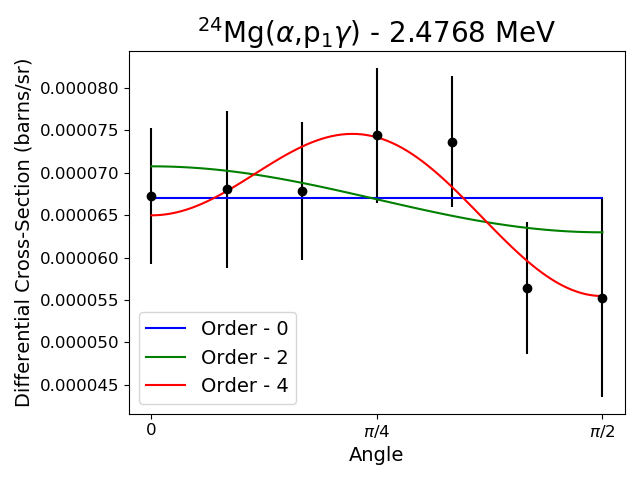 ²⁴Mg(α,p₁γ) - 2.4768 MeV
Differential Cross-Section (barns/sr)
0.000080
0.000075
0.000070
0.000065
0.000060
0.000055
0.000050
0.000045
Order - 0
Order - 2
Order - 4
0
π/4
π/2
Angle